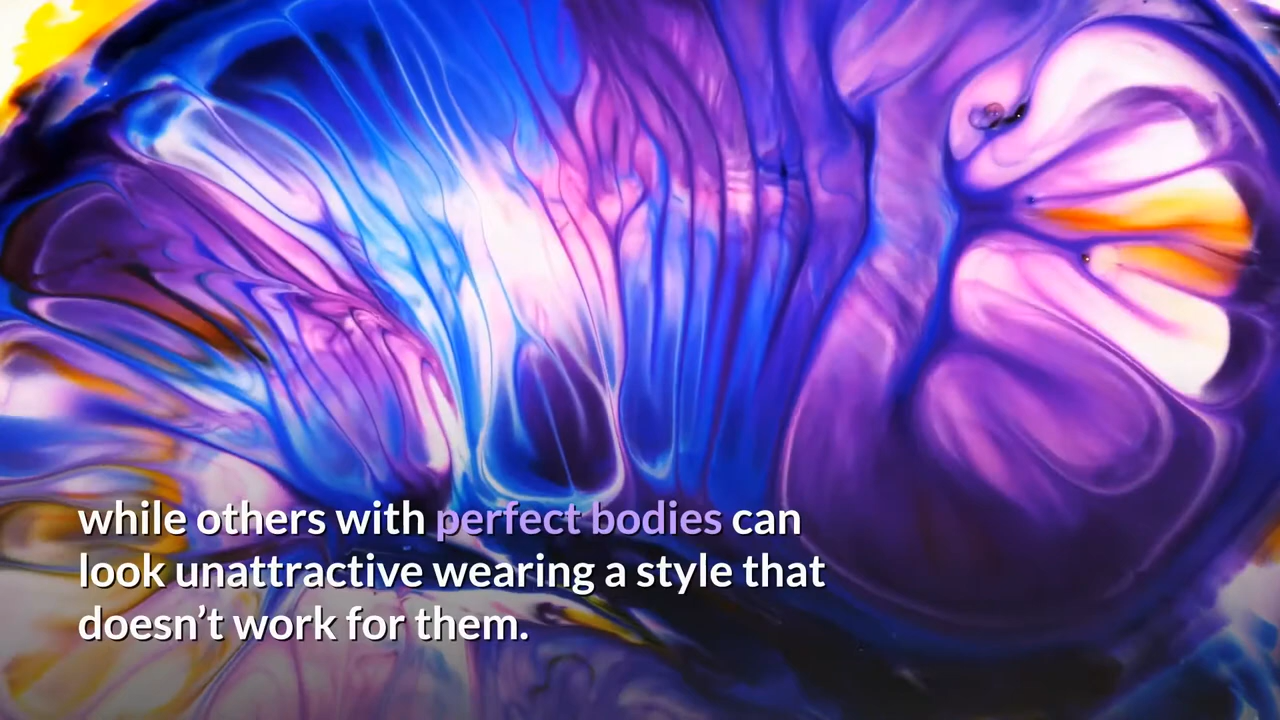 while others with perfect bodies can
look unattractive wearing a style that
doesn’t work for them.